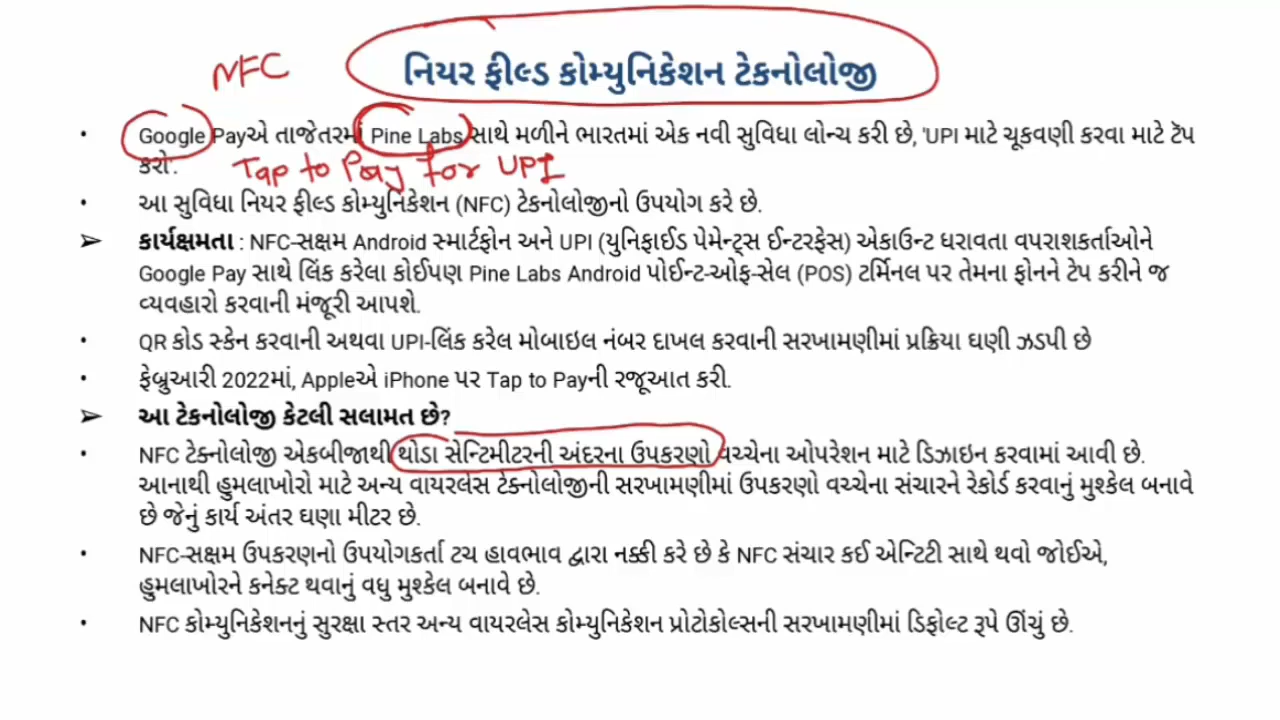 NFC
નિયર ફીલ્ડ કોમ્યુનિકેશન ટેકનોલોજી
• Google Payએ તાજેતરમાં Pine Labs સાથે મળીને ભારતમાં એક નવી સુવિધા લોન્ચ કરી છે, 'UPI માટે ચૂકવણી કરવા માટે ટૅપ
કરો'.
Tap to Pay for UPI
• આ સુવિધા નિયર ફીલ્ડ કોમ્યુનિકેશન (NFC) ટેકનોલોજીનો ઉપયોગ કરે છે.
➢ કાર્યક્ષમતા : NFC-સક્ષમ Android સ્માર્ટફોન અને UPI (યુનિફાઈડ પેમેન્ટ્સ ઈન્ટરફેસ) એકાઉન્ટ ધરાવતા વપરાશકર્તાઓને
Google Pay સાથે લિંક કરેલા કોઈપણ Pine Labs Android પોઈન્ટ-ઓફ-સેલ (POS) ટર્મિનલ પર તેમના ફોનને ટેપ કરીને જ
વ્યવહારો કરવાની મંજૂરી આપશે.
• QR કોડ સ્કેન કરવાની અથવા UPI-લિંક કરેલ મોબાઇલ નંબર દાખલ કરવાની સરખામણીમાં પ્રક્રિયા ઘણી ઝડપી છે
• ફેબ્રુઆરી 2022માં, Appleએ iPhone પર Tap to Payની રજૂઆત કરી.
➢ આ ટેકનોલોજી કેટલી સલામત છે?
• NFC ટેક્નોલોજી એકબીજાથી થોડા સેન્ટિમીટરની અંદરના ઉપકરણો વચ્ચેના ઓપરેશન માટે ડિઝાઇન કરવામાં આવી છે.
આનાથી હુમલાખોરો માટે અન્ય વાયરલેસ ટેક્નોલોજીની સરખામણીમાં ઉપકરણો વચ્ચેના સંચારને રેકોર્ડ કરવાનું મુશ્કેલ બનાવે
છે જેનું કાર્ય અંતર ઘણા મીટર છે.
• NFC-સક્ષમ ઉપકરણનો ઉપયોગકર્તા ટચ હાવભાવ દ્વારા નક્કી કરે છે કે NFC સંચાર કઈ એન્ટિટી સાથે થવો જોઈએ,
હુમલાખોરને કનેક્ટ થવાનું વધુ મુશ્કેલ બનાવે છે.
• NFC કોમ્યુનિકેશનનું સુરક્ષા સ્તર અન્ય વાયરલેસ કોમ્યુનિકેશન પ્રોટોકોલ્સની સરખામણીમાં ડિફોલ્ટ રૂપે ઊંચું છે.